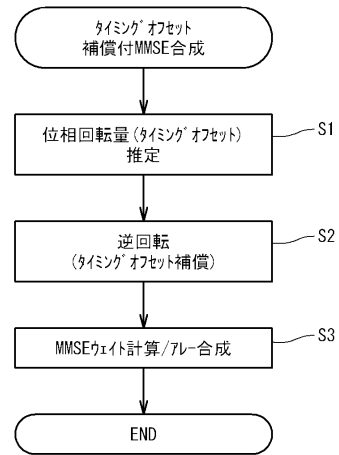 ﾀｲﾐﾝｸﾞｵﾌｾｯﾄ
補償付MMSE合成
位相回転量(ﾀｲﾐﾝｸﾞｵﾌｾｯﾄ)
推定
S1
逆回転
(ﾀｲﾐﾝｸﾞｵﾌｾｯﾄ補償)
S2
MMSEｳｪｲﾄ計算/ｱﾚｰ合成
S3
END